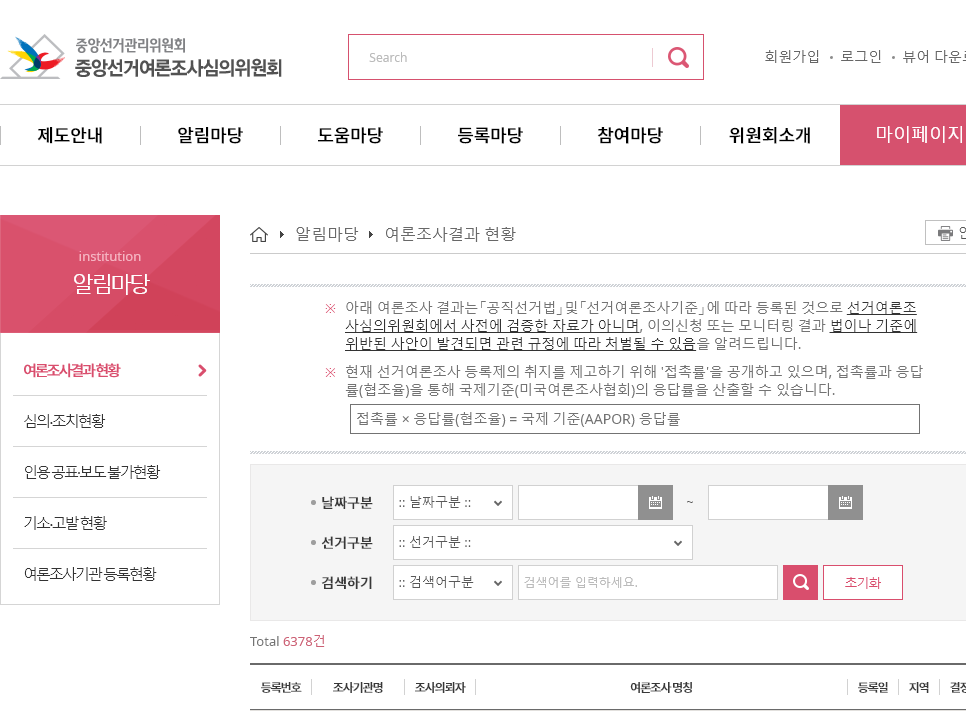 중앙선거관리위원회
중앙선거여론조사심의위원회
Search
회원가입 • 로그인 • 뷰어
제도안내 알림마당 도움마당 등록마당 참여마당 위원회소개 마이페이지
institution
알림마당
여론조사결과 현황
심의·조치현황
인용 공표·보도 불가현황
기소·고발 현황
여론조사기관 등록현황
알림마당 여론조사결과 현황
※ 아래 여론조사 결과는「공직선거법」및「선거여론조사기준」에 따라 등록된 것으로 선거여론조
사심의위원회에서 사전에 검증한 자료가 아니며, 이의신청 또는 모니터링 결과 법이나 기준에
위반된 사안이 발견되면 관련 규정에 따라 처벌될 수 있음을 알려드립니다.
※ 현재 선거여론조사 등록제의 취지를 제고하기 위해 '접촉률'을 공개하고 있으며, 접촉률과 응답
률(협조율)을 통해 국제기준(미국여론조사협회)의 응답률을 산출할 수 있습니다.
접촉률 × 응답률(협조율) = 국제 기준(AAPOR) 응답률
• 날짜구분 :: 날짜구분 :: ~
• 선거구분 :: 선거구분 ::
• 검색하기 :: 검색어구분 검색어를 입력하세요. 초기화
Total 6378건
등록번호 조사기관명 조사의뢰자 여론조사 명칭 등록일 지역